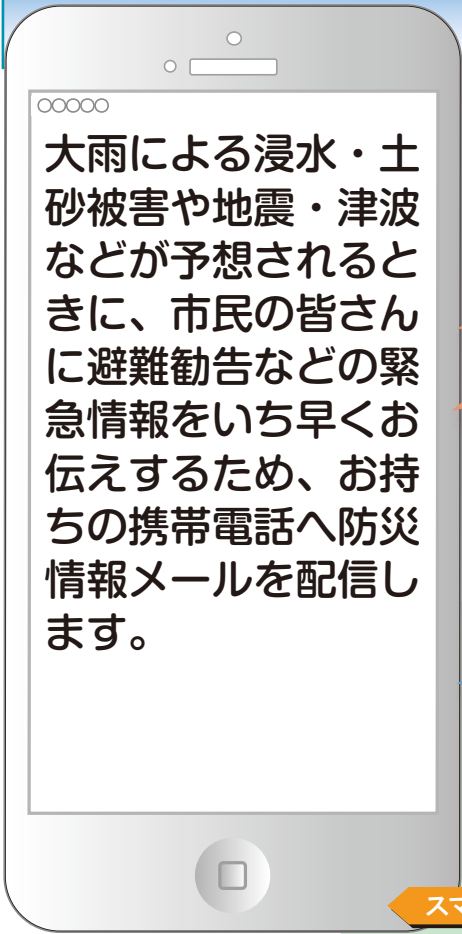 ○○○○○
大雨による浸水・土
砂被害や地震・津波
などが予想されると
きに、市民の皆さん
に避難勧告などの緊
急情報をいち早くお
伝えするため、お持
ちの携帯電話へ防災
情報メールを配信し
ます。
スマ